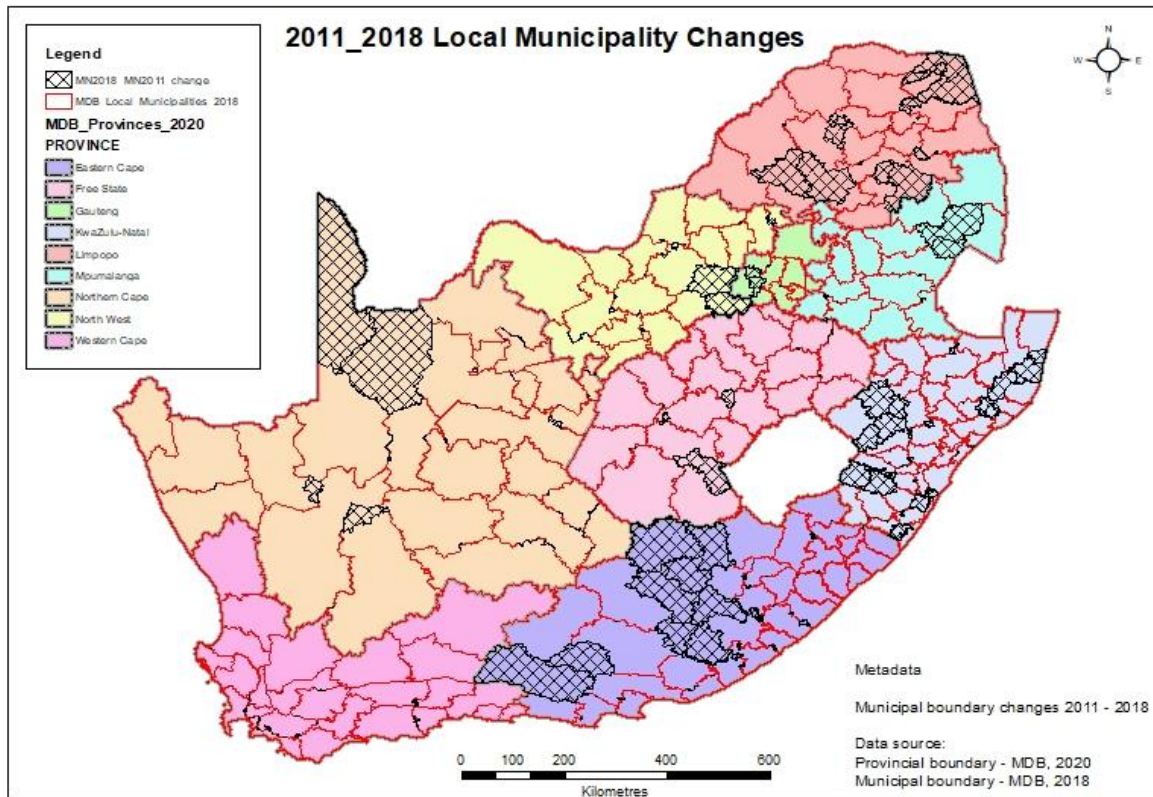 2011_2018 Local Municipality Changes
Legend
MN2018 MN2011 change
MDB Local Municipalities 2018
MDB_Provinces_2020
PROVINCE
Eastern Cape
Free State
Gauteng
KwaZulu-Natal
Limpopo
Mpumalanga
Northern Cape
North West
Western Cape
N
W E
S
Metadata
Municipal boundary changes 2011 - 2018
Data source:
Provincial boundary - MDB, 2020
Municipal boundary - MDB, 2018
0 100 200 400 600
Kilometres